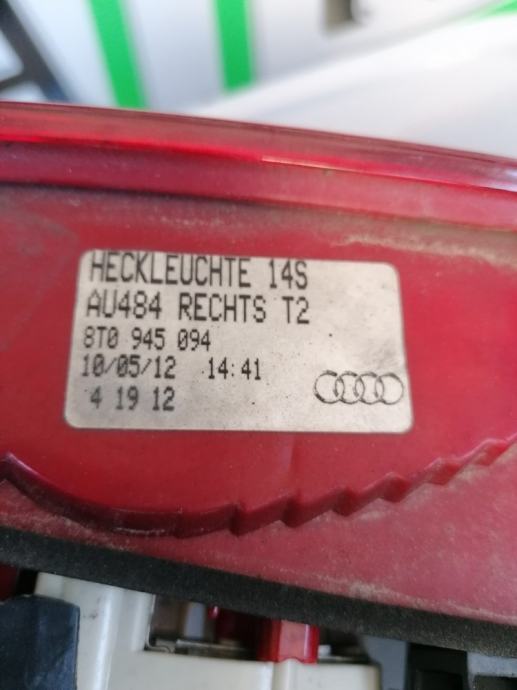 HECKLEUCHTE 14S
AU484 RECHTS T2
8T0 945 094
10/05/12 14:41
4 19 12